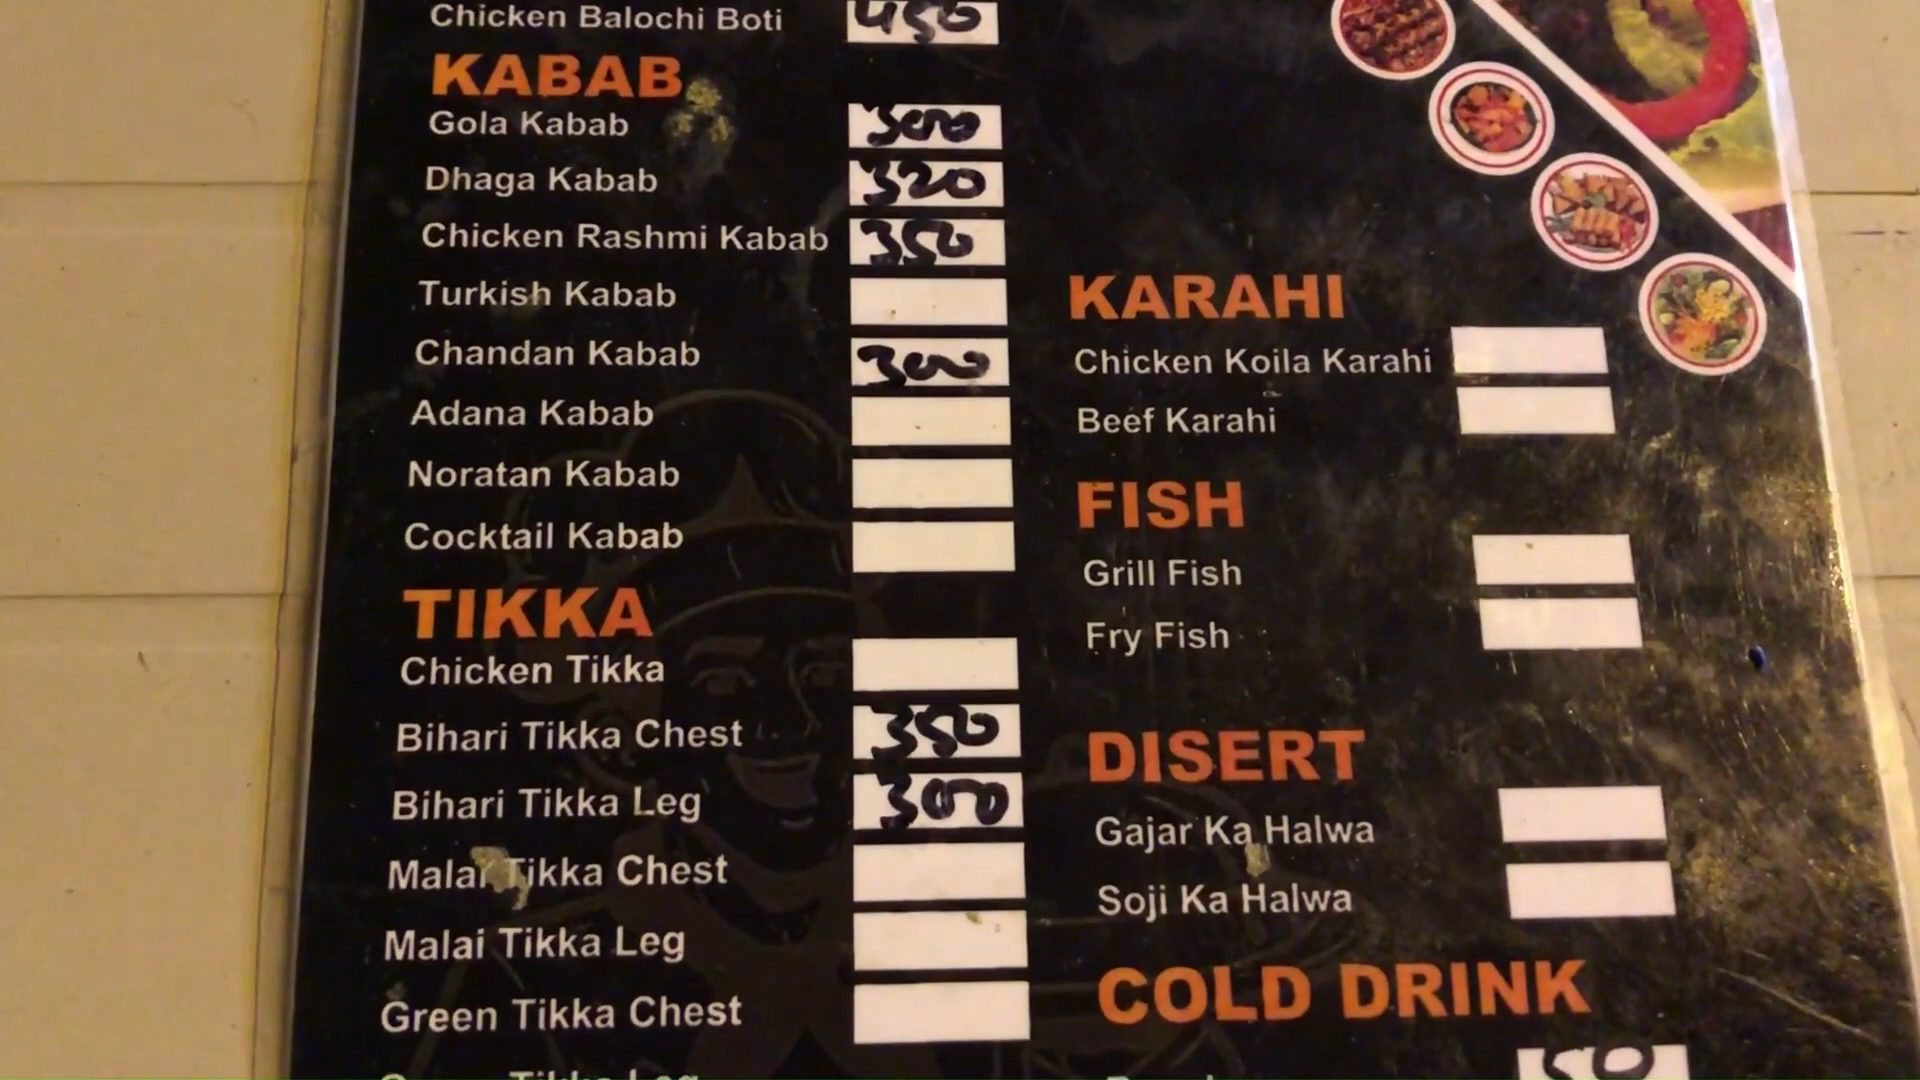 Chicken Balochi Boti 450
KABAB
Gola Kabab 300
Dhaga Kabab 320
Chicken Rashmi Kabab 350
Turkish Kabab
Chandan Kabab 300
Adana Kabab
Noratan Kabab
Cocktail Kabab
TIKKA
Chicken Tikka
Bihari Tikka Chest 350
Bihari Tikka Leg 300
Malai Tikka Chest
Malai Tikka Leg
Green Tikka Chest
KARAHI
Chicken Koila Karahi
Beef Karahi
FISH
Grill Fish
Fry Fish
DISERT
Gajar Ka Halwa
Soji Ka Halwa
COLD DRINK
50